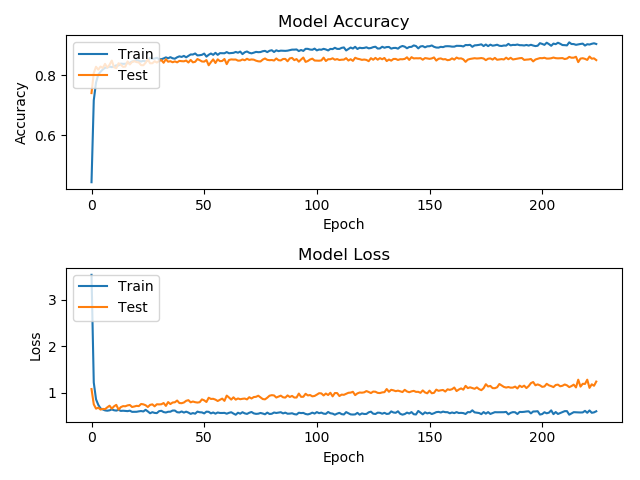 Model Accuracy
Train
Test
0.8
0.6
Accuracy
0 50 100 150 200
Epoch
Model Loss
Train
Test
3
2
1
Loss
0 50 100 150 200
Epoch